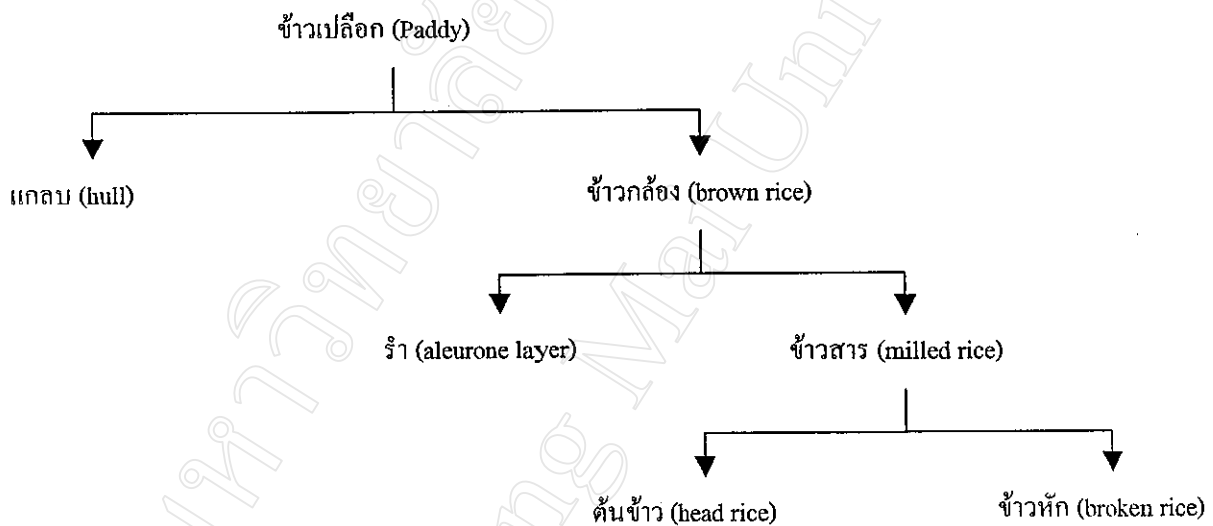 ข้าวเปลือก (Paddy)
แกลบ (hull)
ข้าวกล้อง (brown rice)
รำ (aleurone layer)
ข้าวสาร (milled rice)
ต้นข้าว (head rice)
ข้าวหัก (broken rice)